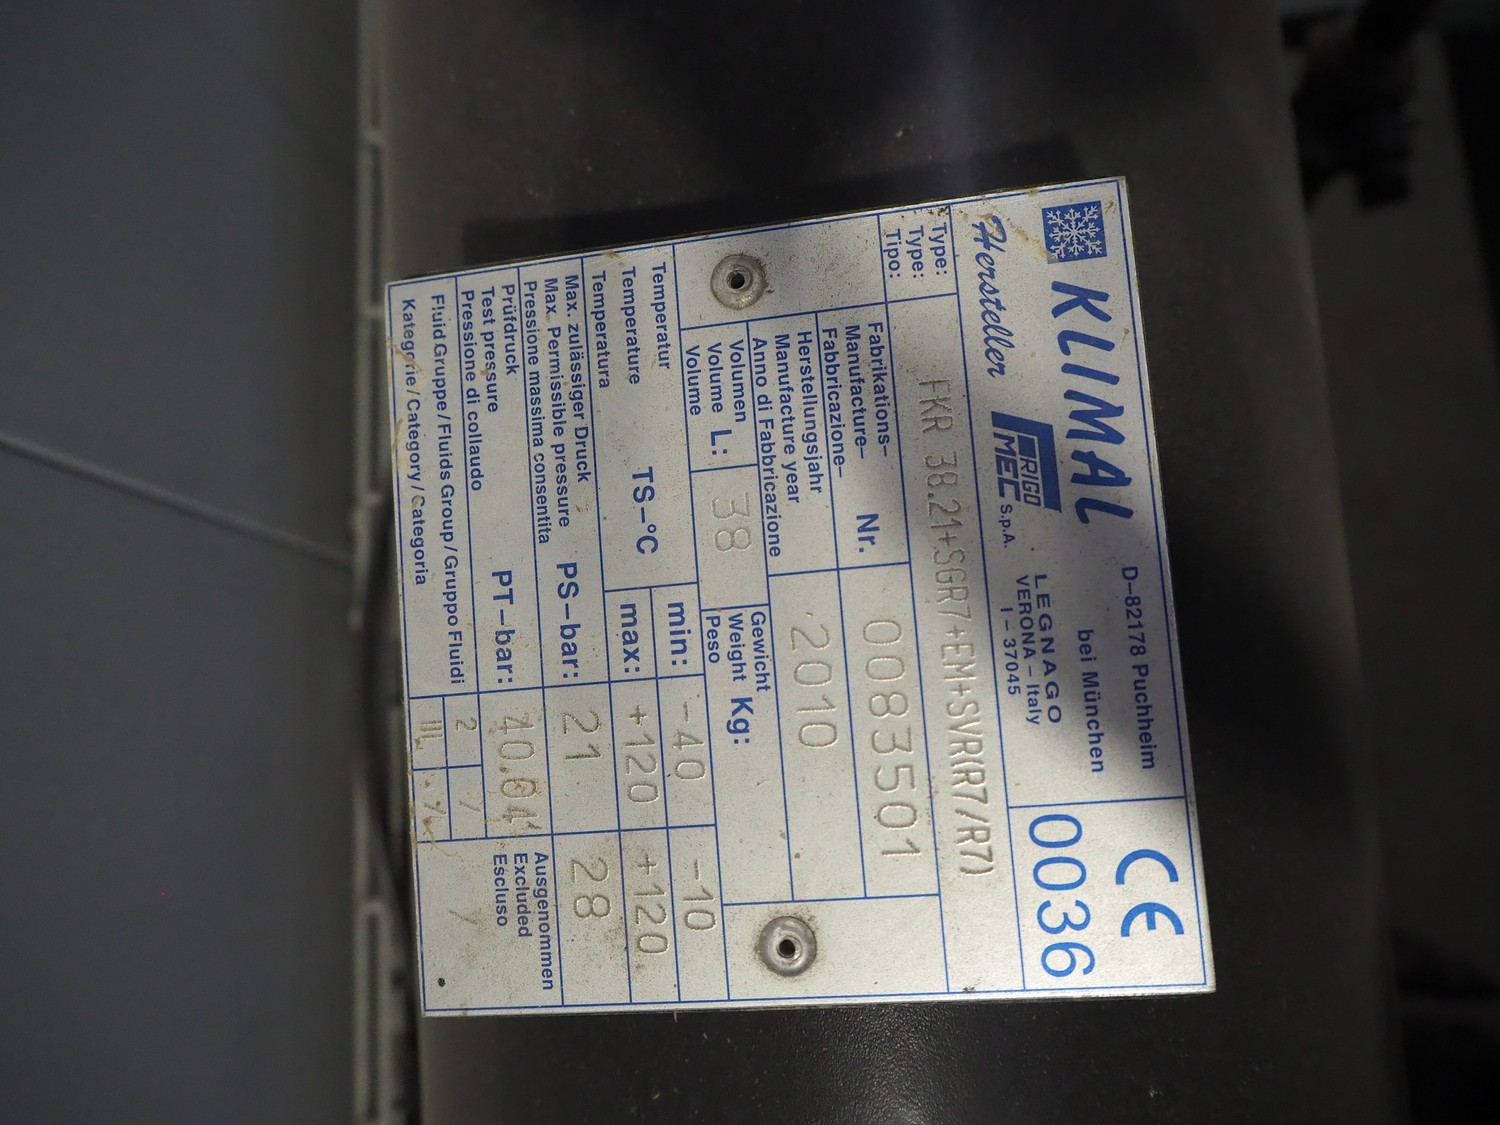 KLIMAL
D–82178 Puchheim
bei München
CE
0036
Hersteller
FRIGO
MEC S.p.A.
LEGNAGO
VERONA – Italy
I – 37045
Type:
Type:
Tipo:
FKR 38.21+SGR7+EM+SVR(R7/R7)
Fabrikations–
Manufacture–
Fabbricazione–
Nr.
00835 01
Herstellungsjahr
Manufacture year
Anno di Fabbricazione
2010
Volumen
Volume L:
Volume
38
Gewicht
Weight Kg:
Peso
Temperatur
Temperature
Temperatura
TS–°C
min:
-40
-10
max:
+120
+120
Max. zulässiger Druck
Max. Permissible pressure
Pressione massima consentita
PS–bar:
21
28
Prüfdruck
Test pressure
Pressione di collaudo
PT–bar:
Fluid Gruppe/Fluids Group/Gruppo Fluidi
2
/
Kategorie/Category/Categoria
Ausgenommen
Excluded
Escluso
/